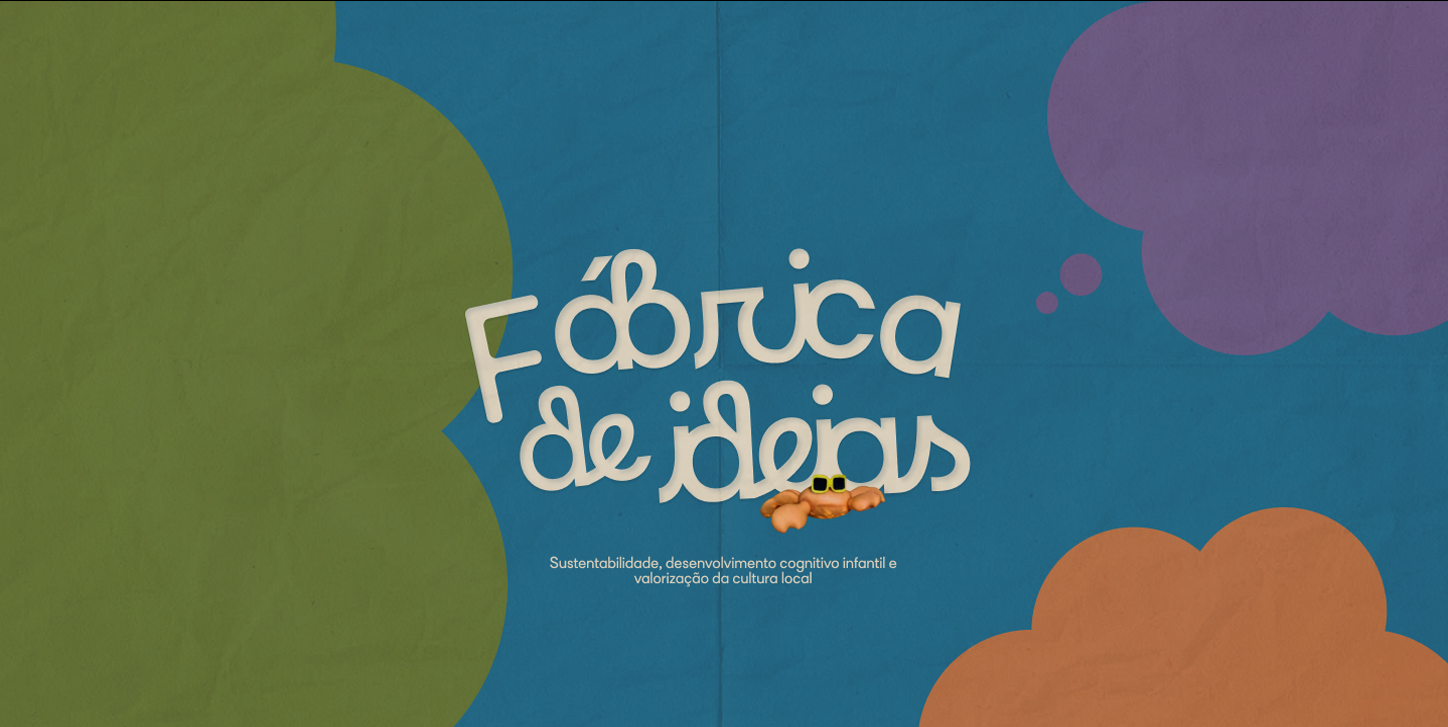 Fábrica
de ideias
Sustentabilidade, desenvolvimento cognitivo infantil e
valorização da cultura local